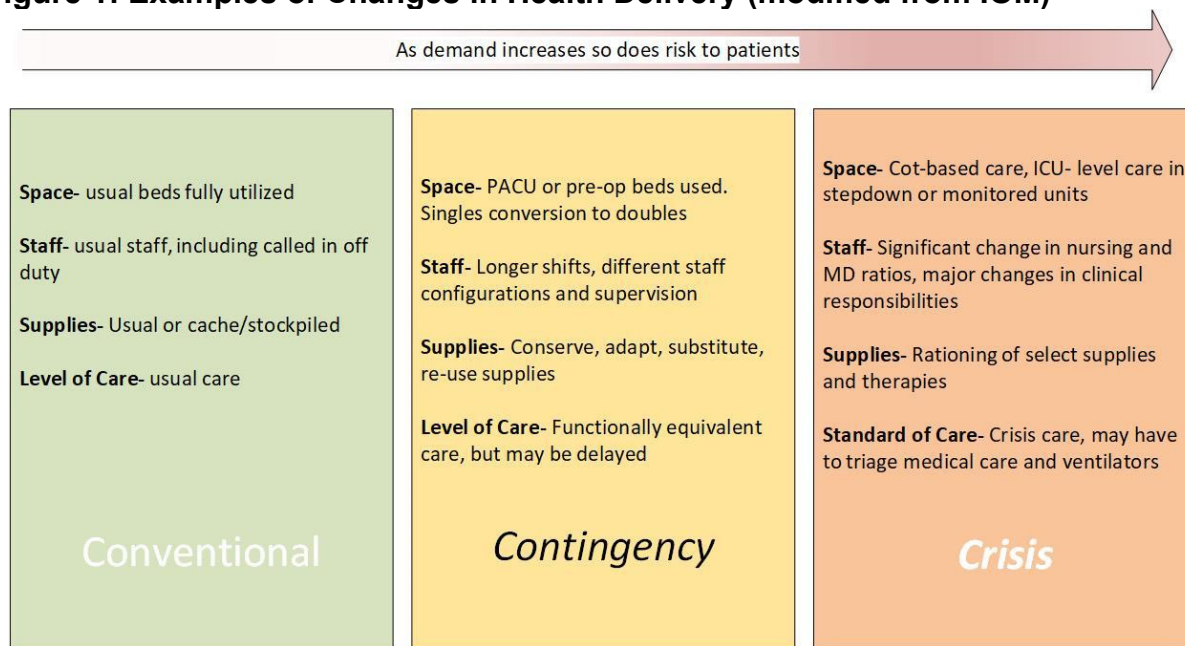 Figure 1. Examples of Changes in Health Delivery (modified from IOM)
As demand increases so does risk to patients
Space- usual beds fully utilized
Staff- usual staff, including called in off
duty
Supplies- Usual or cache/stockpiled
Level of Care- usual care
Conventional
Space- PACU or pre-op beds used.
Singles conversion to doubles
Staff- Longer shifts, different staff
configurations and supervision
Supplies- Conserve, adapt, substitute,
re-use supplies
Level of Care- Functionally equivalent
care, but may be delayed
Contingency
Space- Cot-based care, ICU- level care in
stepdown or monitored units
Staff- Significant change in nursing and
MD ratios, major changes in clinical
responsibilities
Supplies- Rationing of select supplies
and therapies
Standard of Care- Crisis care, may have
to triage medical care and ventilators
Crisis